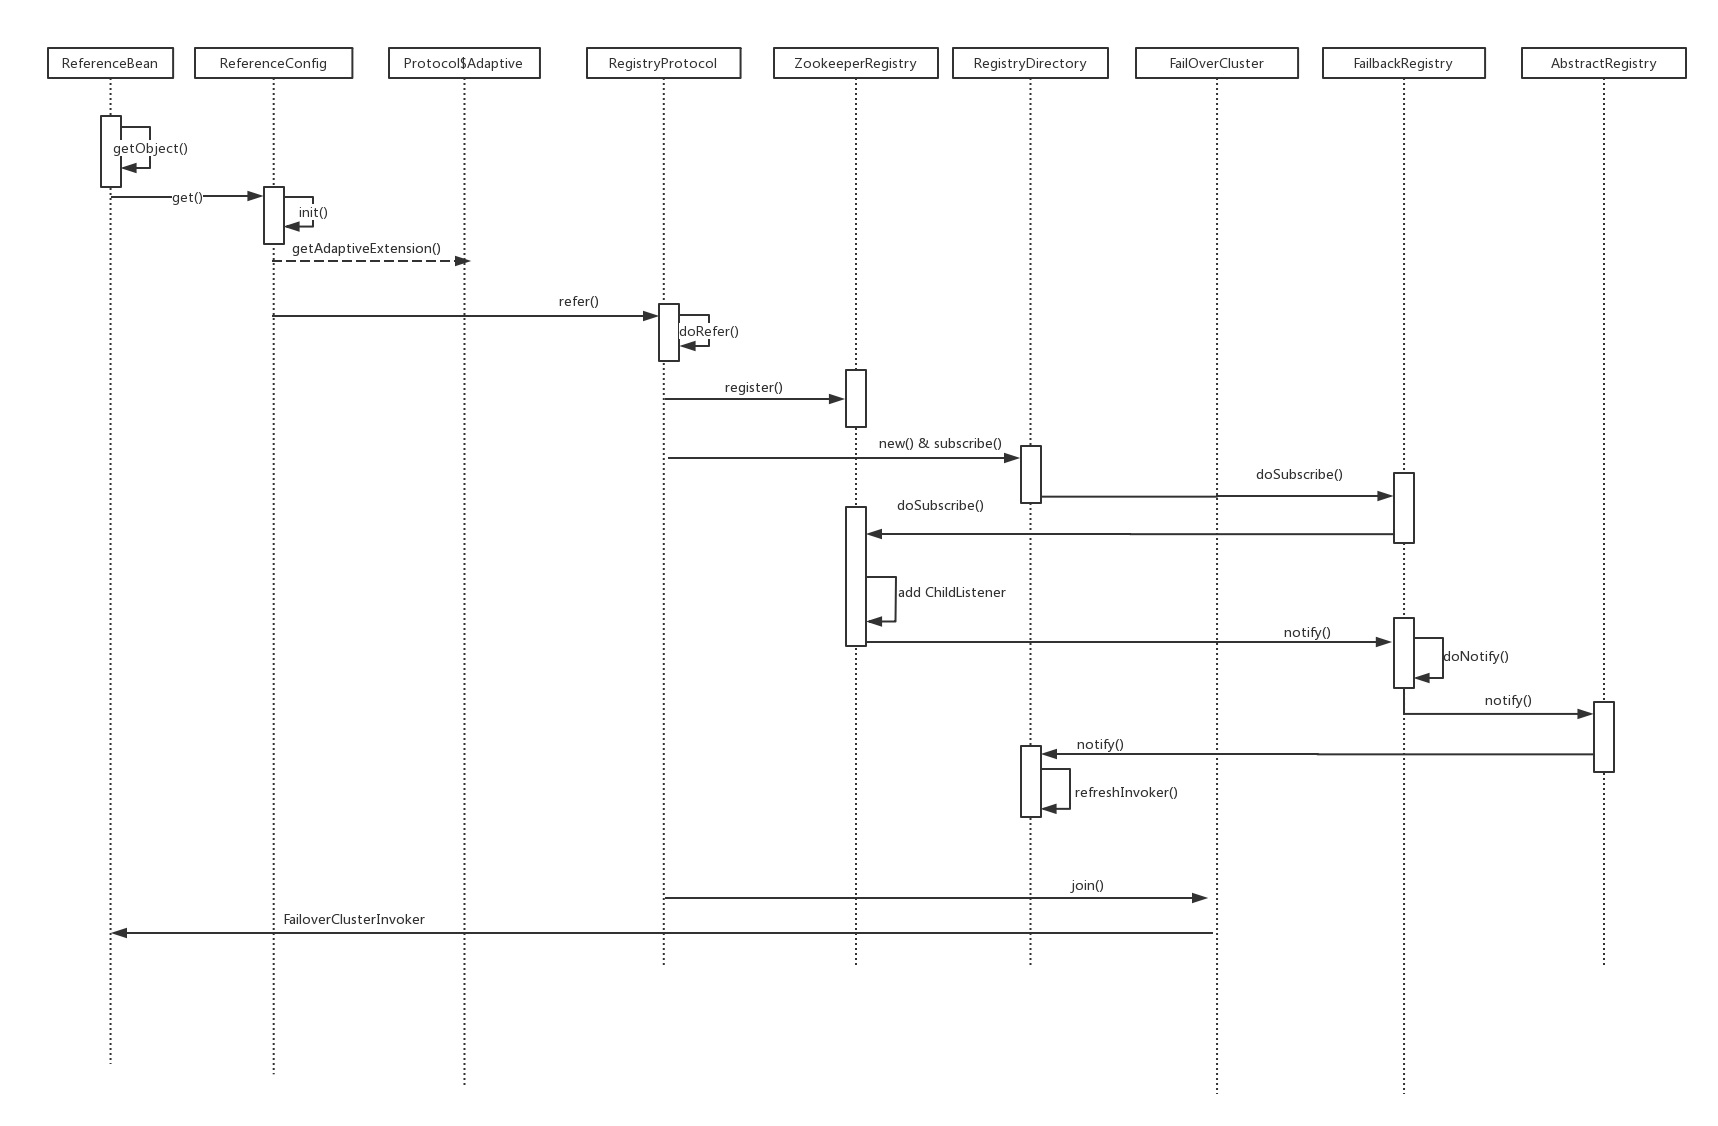 ReferenceBean
ReferenceConfig
Protocol$Adaptive
RegistryProtocol
ZookeeperRegistry
RegistryDirectory
FailOverCluster
FailbackRegistry
AbstractRegistry
getObject()
get()
init()
getAdaptiveExtension()
refer()
doRefer()
register()
new() & subscribe()
doSubscribe()
doSubscribe()
add ChildListener
notify()
doNotify()
notify()
notify()
refreshInvoker()
join()
FailoverClusterInvoker